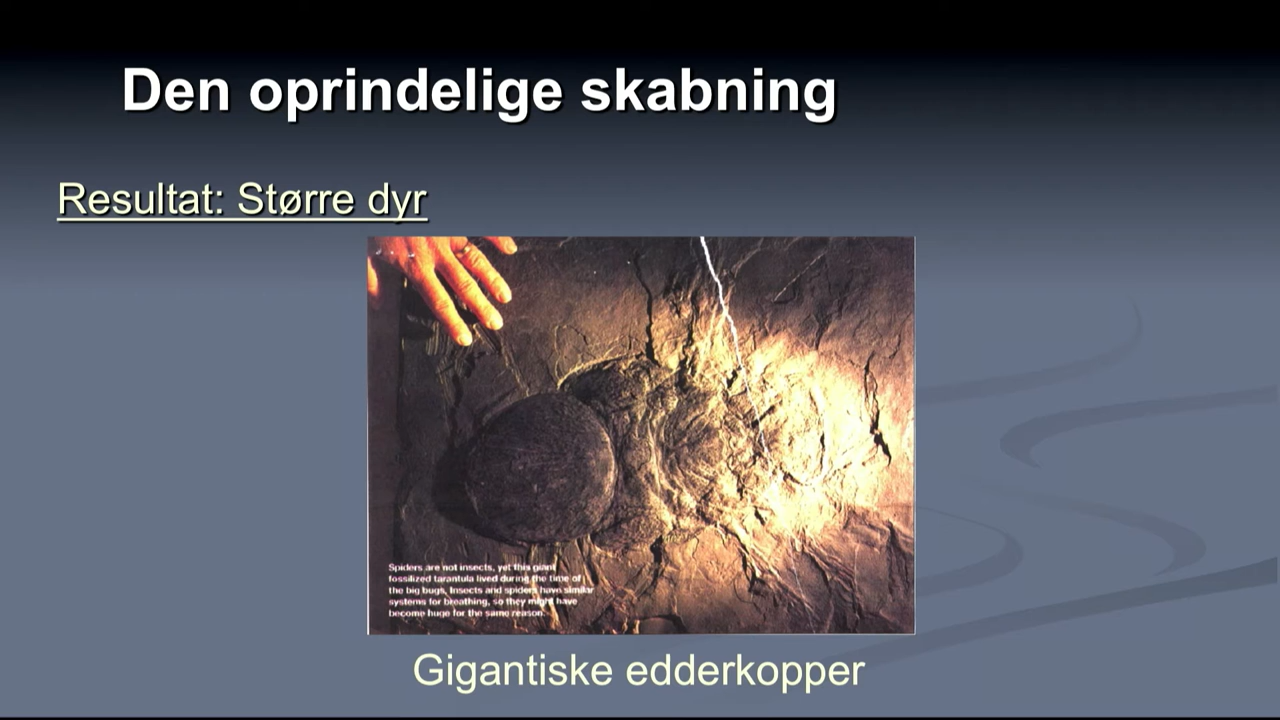 Den oprindelige skabning
Resultat: Større dyr
Spiders are not insects, yet this giant
fossilized tarantula lived during the time of
the big bugs. Insects and spiders have similar
systems for breathing, so they might have
become huge for the same reason.
Gigantiske edderkopper